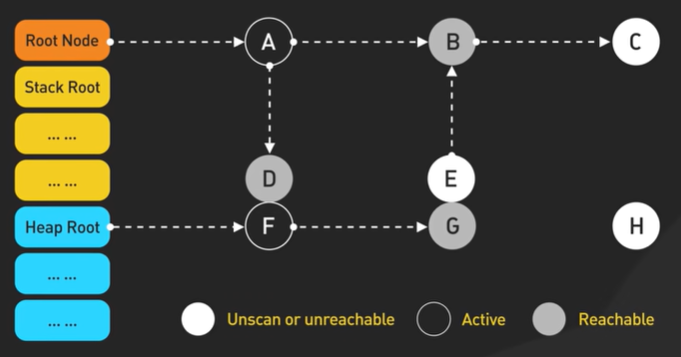 Root Node
A
B
C
Stack Root
... ...
... ...
D
E
Heap Root
F
G
H
... ...
... ...
Unscan or unreachable
Active
Reachable